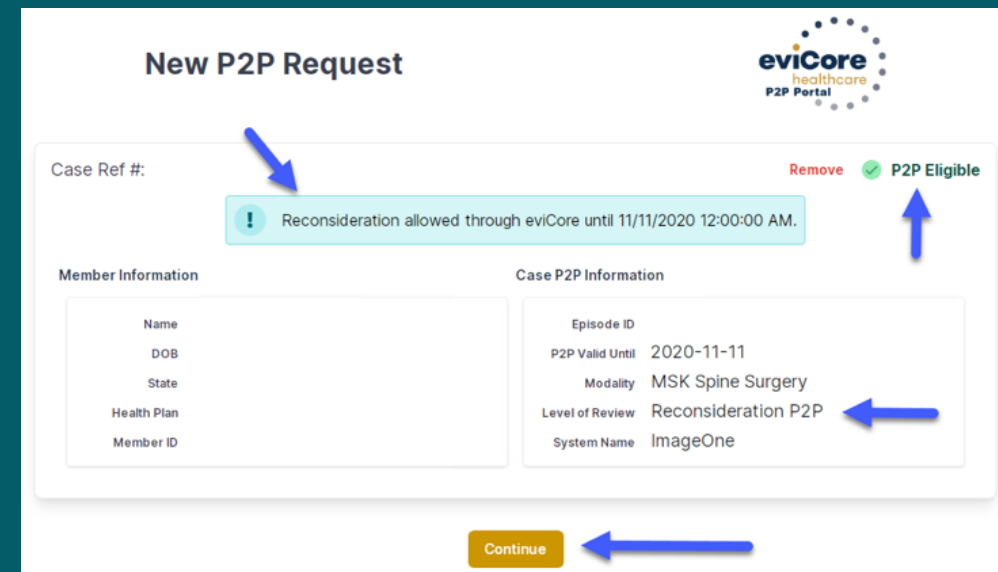 New P2P Request
eviCore
healthcare
P2P Portal
Case Ref #:
Remove
P2P Eligible
! Reconsideration allowed through eviCore until 11/11/2020 12:00:00 AM.
Member Information
Name
DOB
State
Health Plan
Member ID
Case P2P Information
Episode ID
P2P Valid Until 2020-11-11
Modality MSK Spine Surgery
Level of Review Reconsideration P2P
System Name ImageOne
Continue